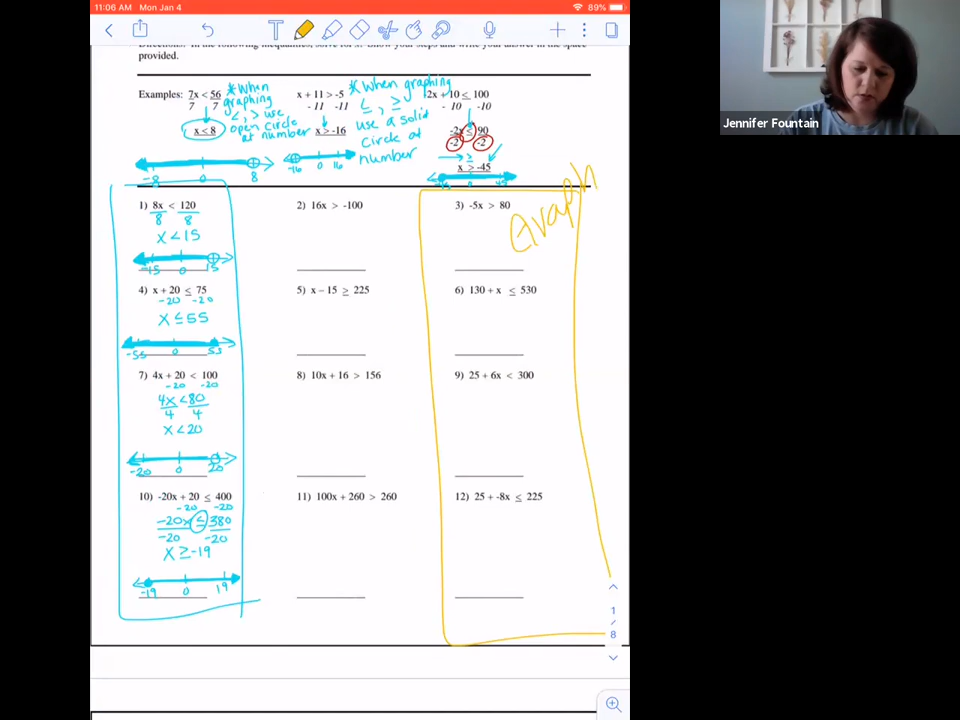 11:06 AM Mon Jan 4
89%
Jennifer Fountain
provided.
Examples: 7x < 56
7 7
x < 8
* When
graphing
<, > use
open circle
at number
-8 0 8
x + 11 > -5
- 11 -11
x > -16
-16 0 16
* When graphing
≤, ≥
use a solid
circle at
number
-2x + 10 ≤ 100
- 10 -10
-2x ≤ 90
-2 -2
≥
x ≥ -45
0
Graph
1) 8x < 120
8 8
x < 15
-15 0 15
2) 16x > -100
3) -5x > 80
4) x + 20 ≤ 75
-20 -20
x ≤ 55
-55 0 55
5) x – 15 ≥ 225
6) 130 + x ≤ 530
7) 4x + 20 < 100
-20 -20
4x < 80
4 4
x < 20
-20 0 20
8) 10x + 16 > 156
9) 25 + 6x < 300
10) -20x + 20 ≤ 400
-20 -20
-20x ≤ 380
-20 -20
x ≥ -19
-19 0 19
11) 100x + 260 > 260
12) 25 + -8x ≤ 225
1
/
8